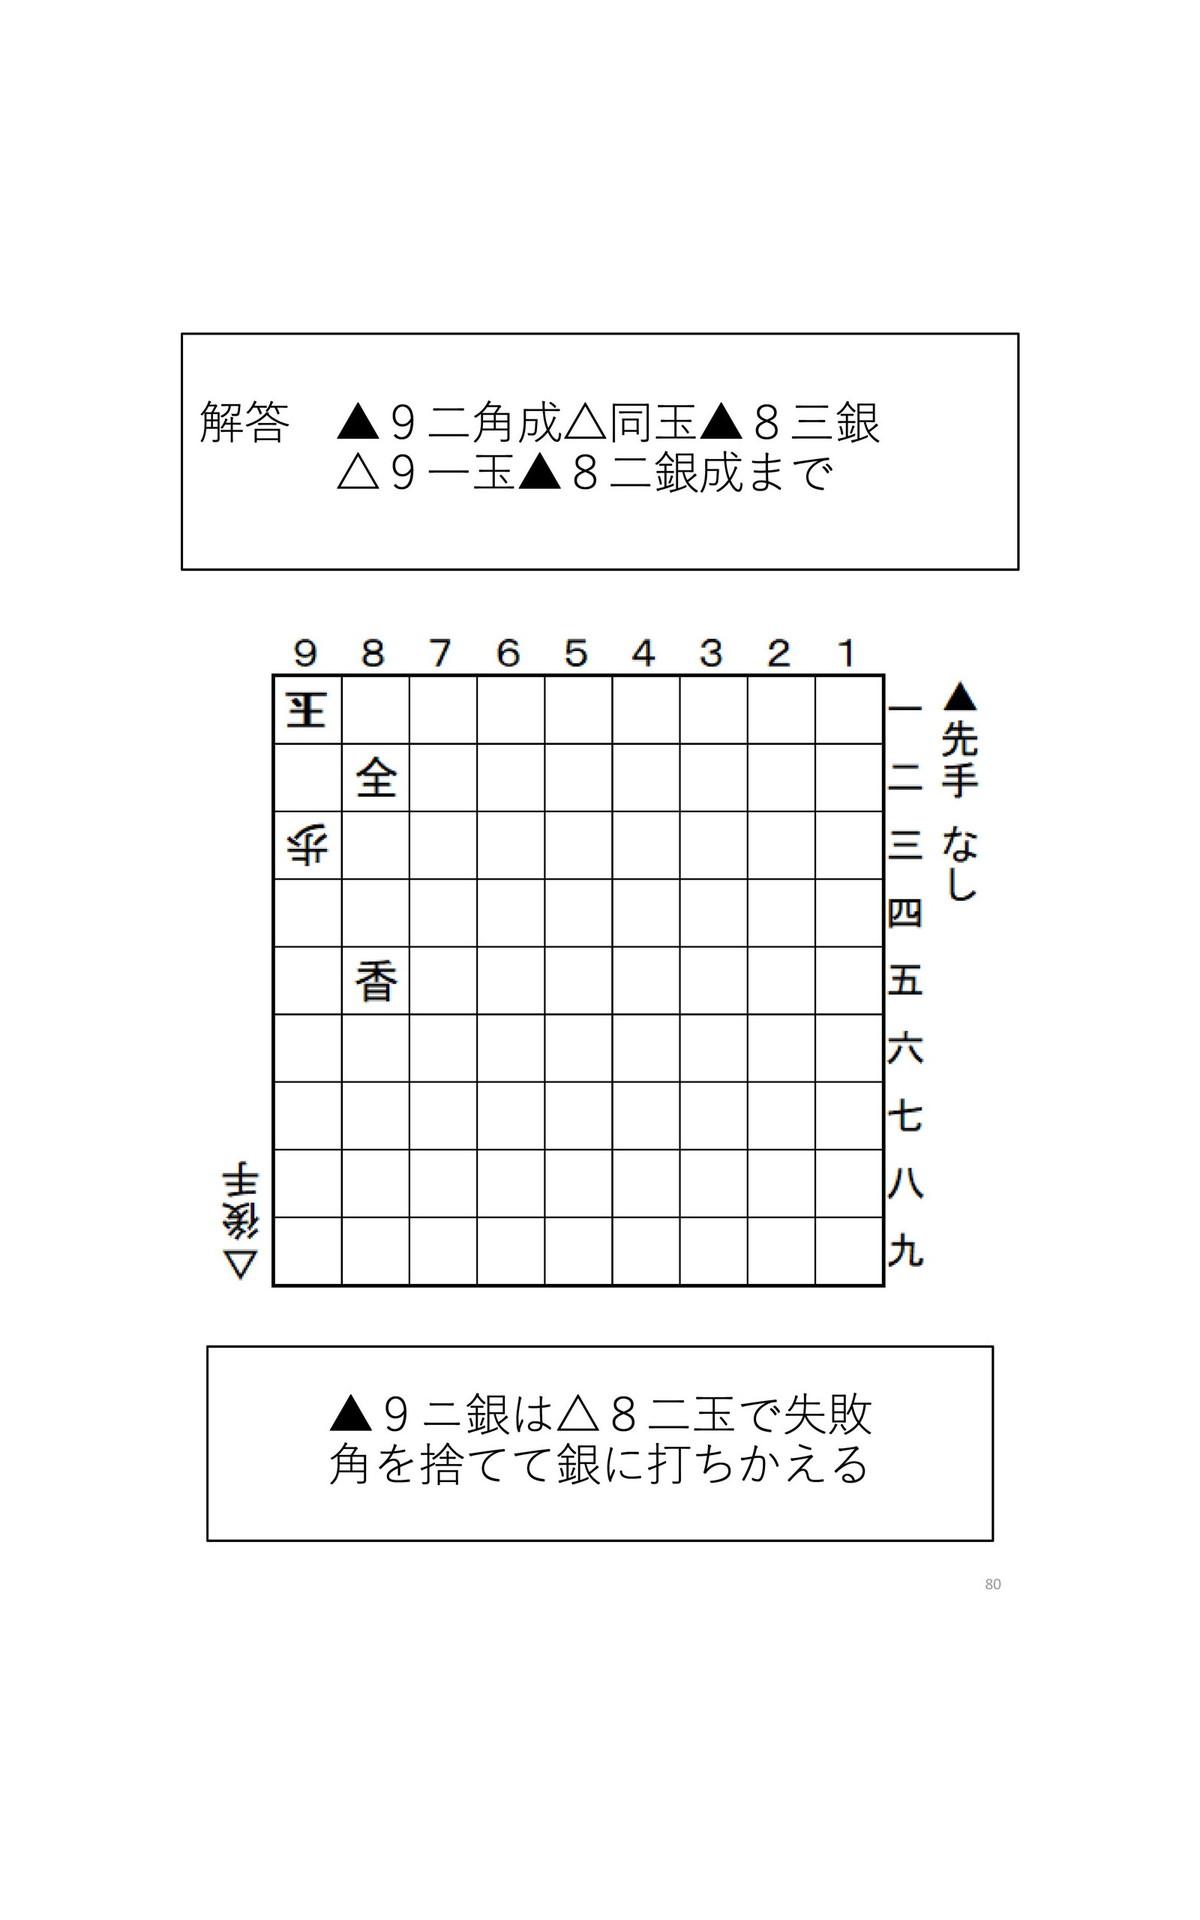 解答　▲９二角成△同玉▲８三銀
△９一玉▲８二銀成まで
9 8 7 6 5 4 3 2 1
王 一
全 二
歩 三
四
香 五
六
七
八
九
▲先手 なし
△後手
▲９ニ銀は△８二玉で失敗
角を捨てて銀に打ちかえる
80